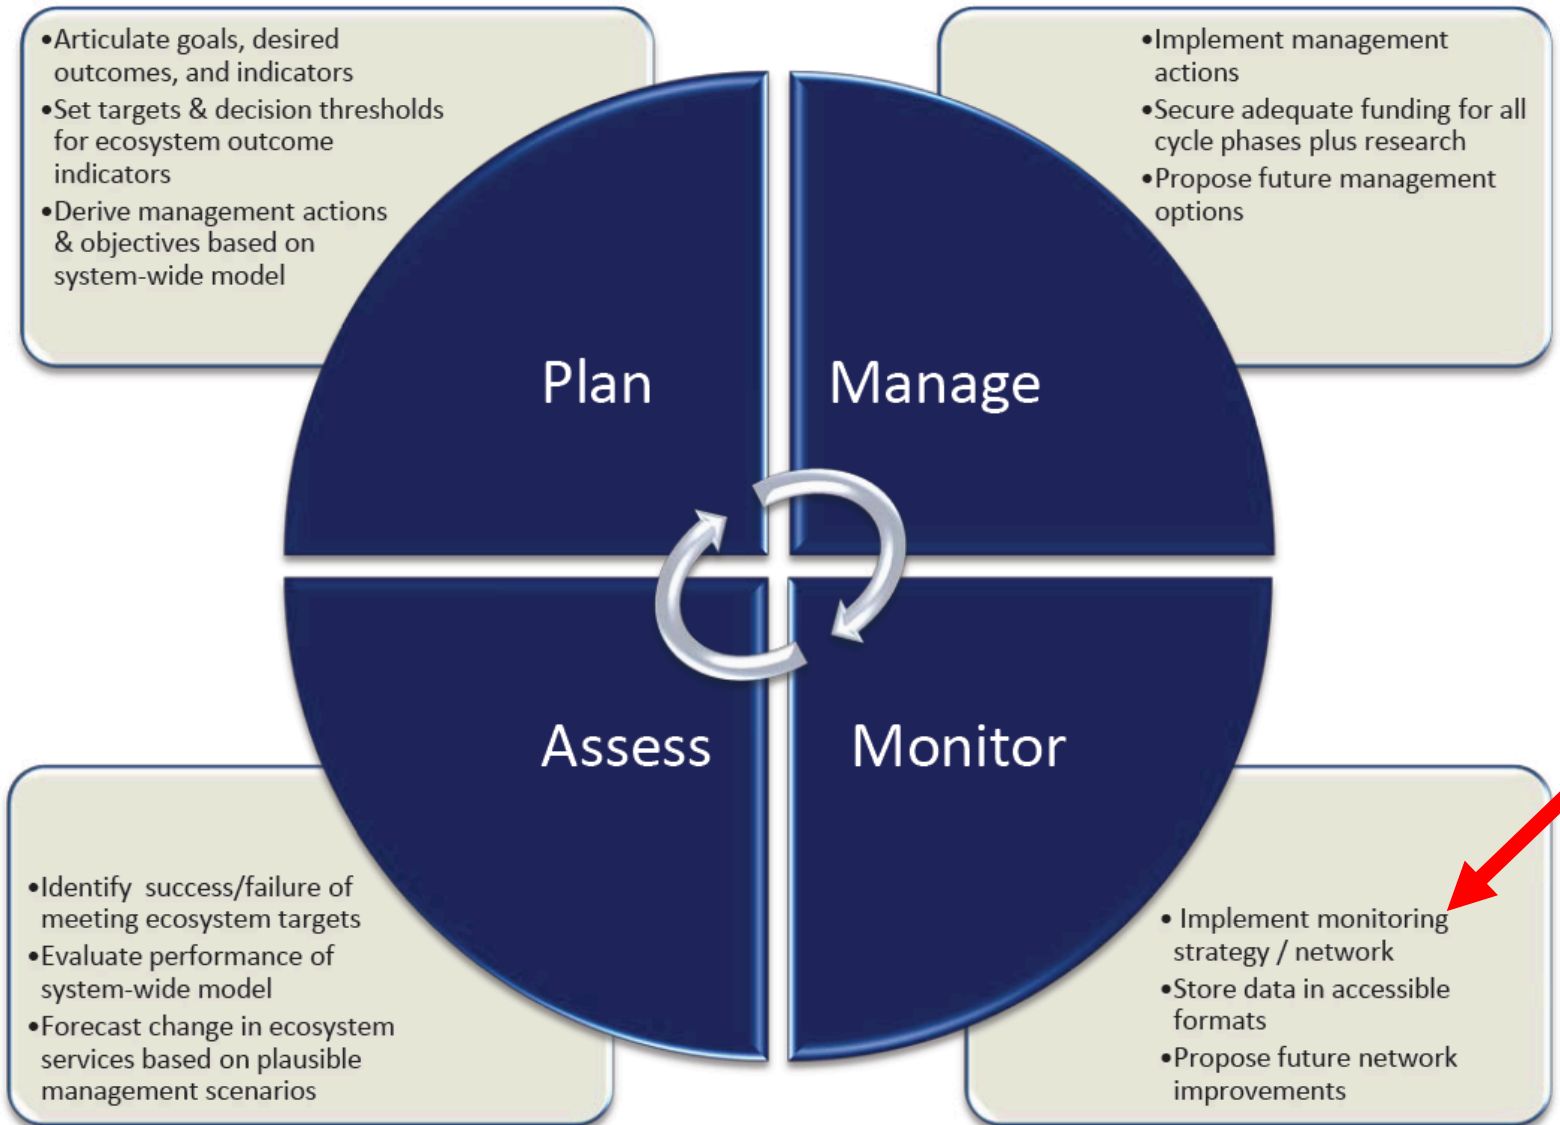 •Articulate goals, desired
outcomes, and indicators
•Set targets & decision thresholds
for ecosystem outcome
indicators
•Derive management actions
& objectives based on
system-wide model
•Implement management
actions
•Secure adequate funding for all
cycle phases plus research
•Propose future management
options
Plan
Manage
Assess
Monitor
•Identify success/failure of
meeting ecosystem targets
•Evaluate performance of
system-wide model
•Forecast change in ecosystem
services based on plausible
management scenarios
• Implement monitoring
strategy / network
•Store data in accessible
formats
•Propose future network
improvements